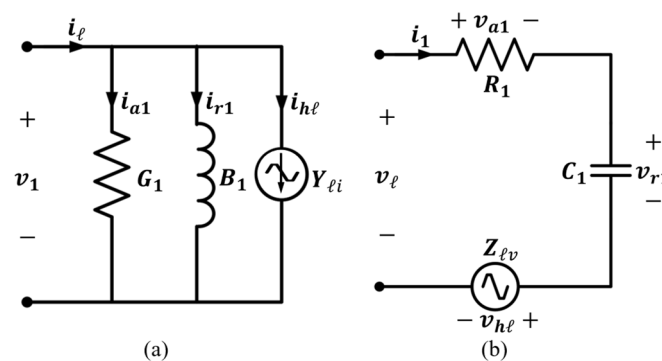 iℓ
+ va1 −
i1
R1
ia1
ir1
ihℓ
+
+
+
v1
G1
B1
Yℓi
vℓ
C1
vr1
−
−
−
Zℓv
− vhℓ +
(a)
(b)